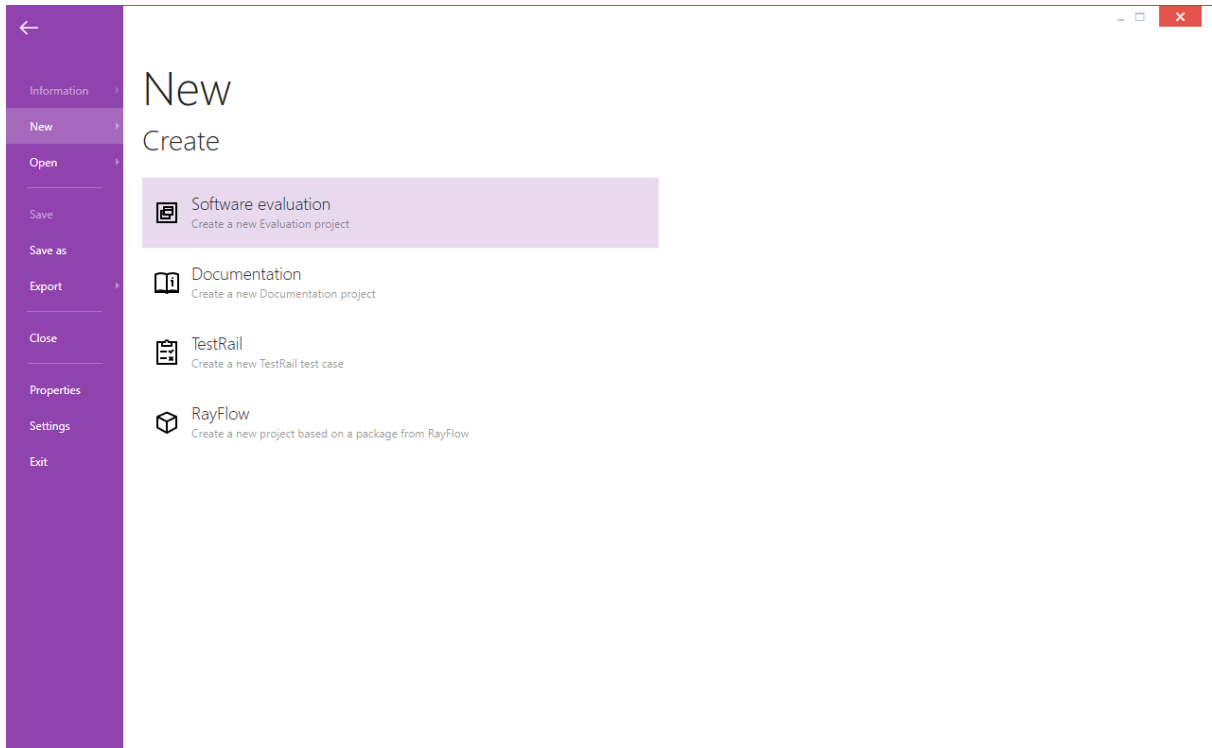 Information
New
Open
Save
Save as
Export
Close
Properties
Settings
Exit
New
Create
Software evaluation
Create a new Evaluation project
Documentation
Create a new Documentation project
TestRail
Create a new TestRail test case
RayFlow
Create a new project based on a package from RayFlow